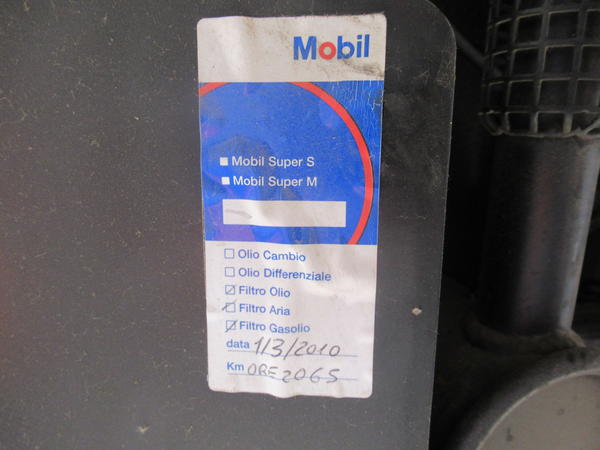 Mobil
Mobil Super S
Mobil Super M
Olio Cambio
Olio Differenziale
Filtro Olio
Filtro Aria
Filtro Gasolio
data 1/3/2010
Km ORE 2065